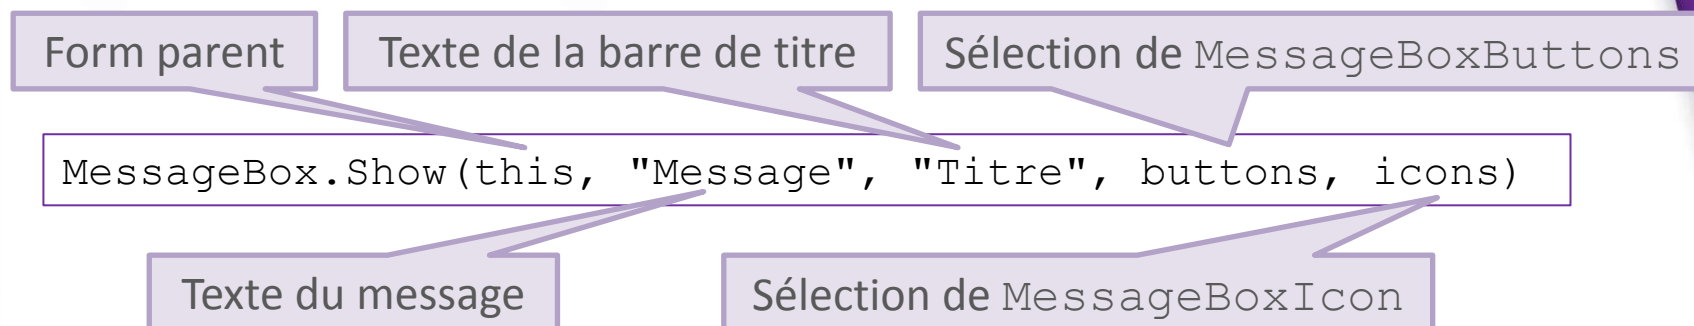 Form parent
Texte de la barre de titre
Sélection de MessageBoxButtons
MessageBox.Show(this, "Message", "Titre", buttons, icons)
Texte du message
Sélection de MessageBoxIcon